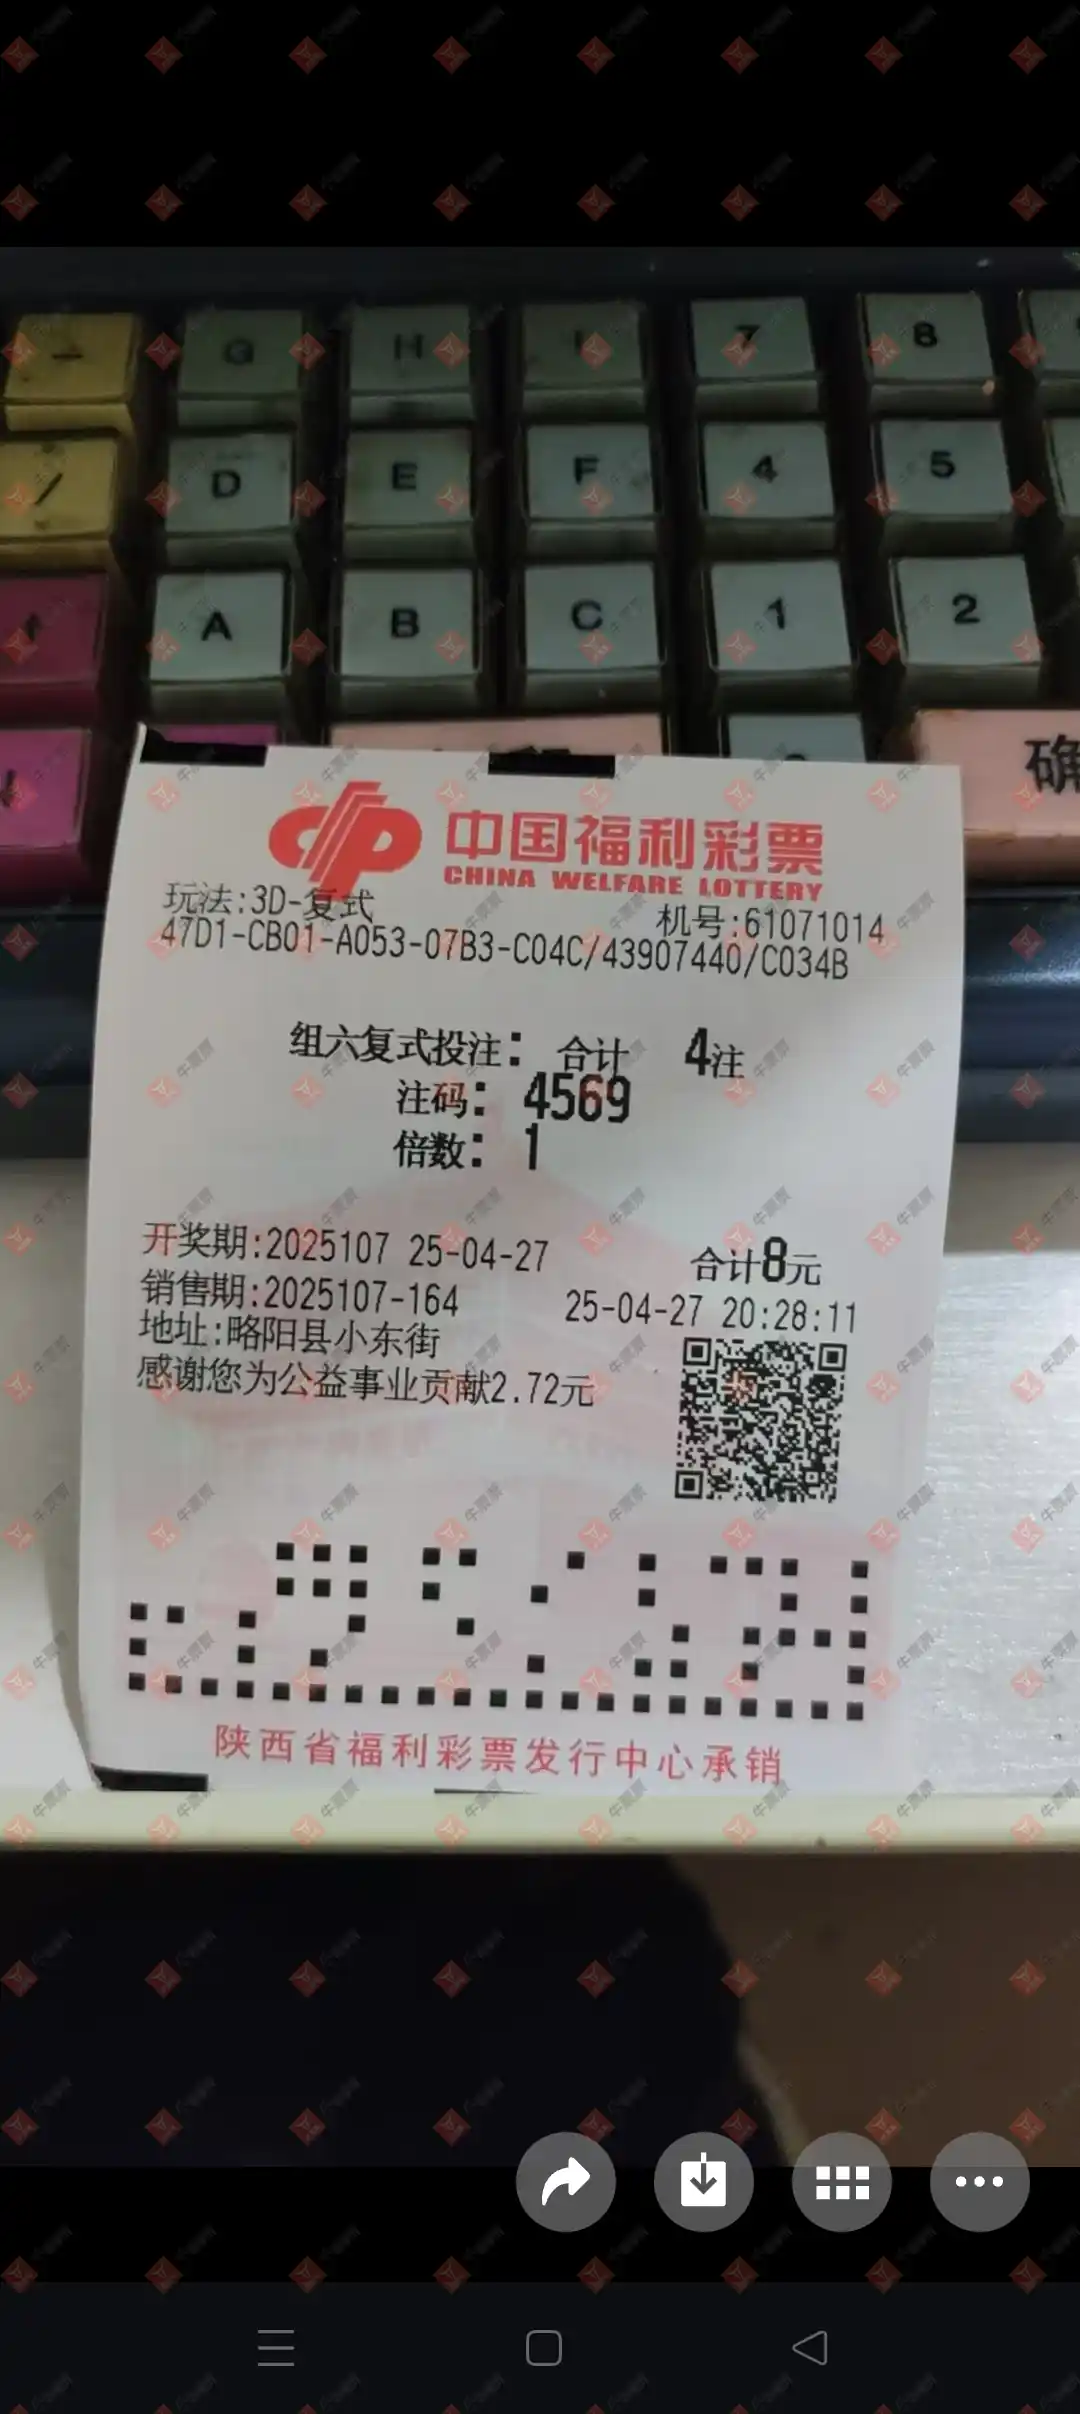 G H I 7 8
/ D E F 4 5
A B C 1 2
确
中国福利彩票
CHINA WELFARE LOTTERY
玩法:3D-复式
机号:61071014
47D1-CB01-A053-07B3-C04C/43907440/C034B
组六复式投注: 合计 4注
注码: 4569
倍数: 1
开奖期:2025107 25-04-27
合计8元
销售期:2025107-164
25-04-27 20:28:11
地址:略阳县小东街
感谢您为公益事业贡献2.72元
陕西省福利彩票发行中心承销
牛票票